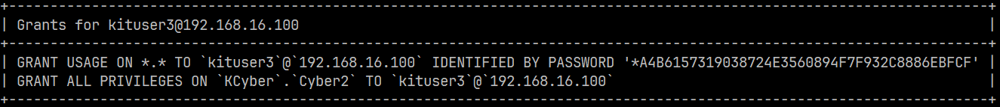 +------------------------------------------------------------------------------------------------------------------------+
| Grants for kituser3@192.168.16.100 |
+------------------------------------------------------------------------------------------------------------------------+
| GRANT USAGE ON *.* TO `kituser3`@`192.168.16.100` IDENTIFIED BY PASSWORD '*A4B6157319038724E3560894F7F932C8886EBFCF' |
| GRANT ALL PRIVILEGES ON `KCyber`.`Cyber2` TO `kituser3`@`192.168.16.100` |
+------------------------------------------------------------------------------------------------------------------------+